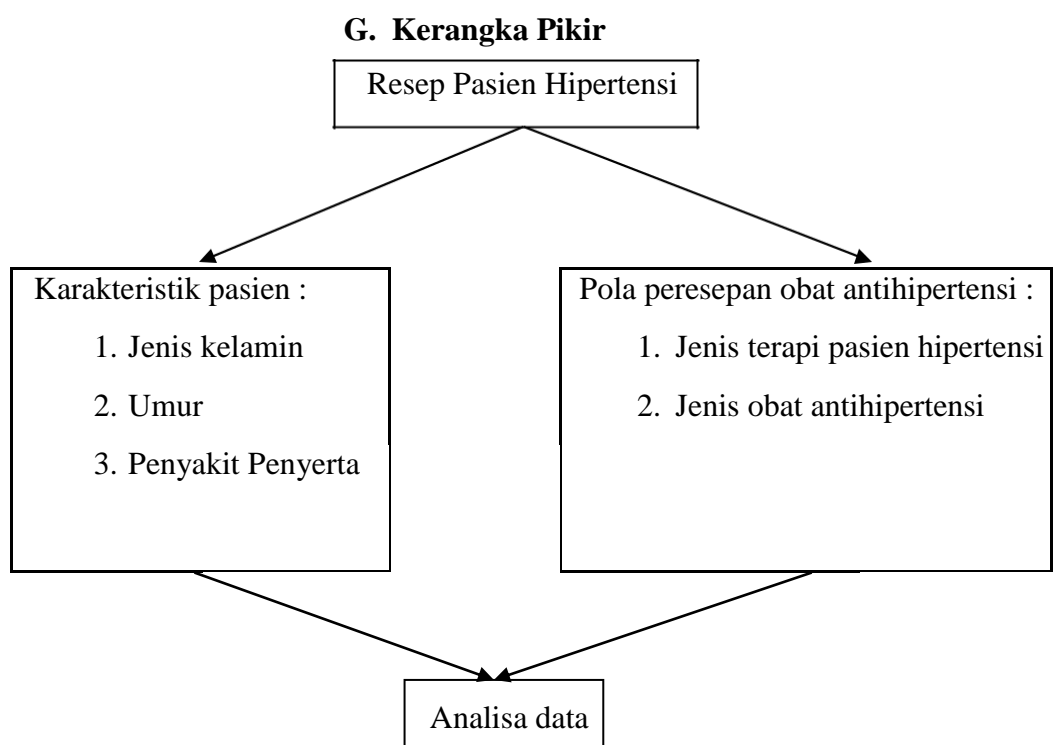 G. Kerangka Pikir
Resep Pasien Hipertensi
Karakteristik pasien :
1. Jenis kelamin
2. Umur
3. Penyakit Penyerta
Pola peresepan obat antihipertensi :
1. Jenis terapi pasien hipertensi
2. Jenis obat antihipertensi
Analisa data